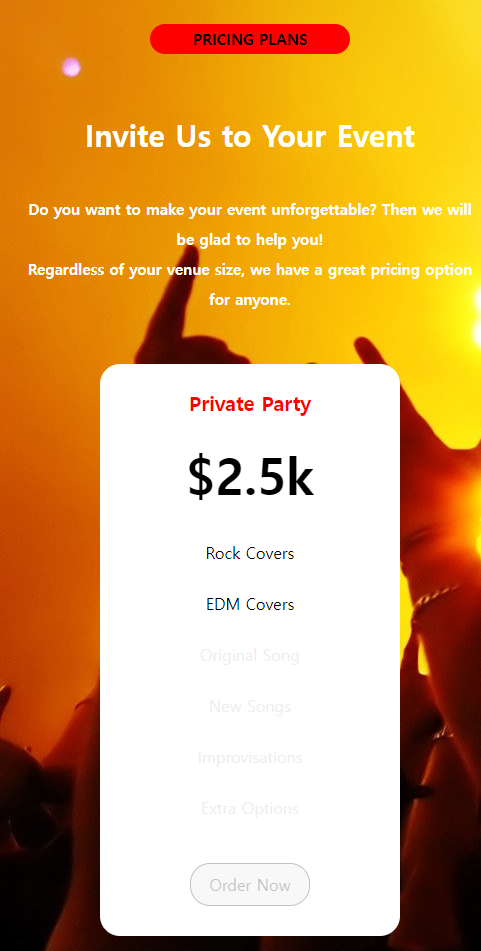 PRICING PLANS
Invite Us to Your Event
Do you want to make your event unforgettable? Then we will
be glad to help you!
Regardless of your venue size, we have a great pricing option
for anyone.
Private Party
$2.5k
Rock Covers
EDM Covers
Original Song
New Songs
Improvisations
Extra Options
Order Now